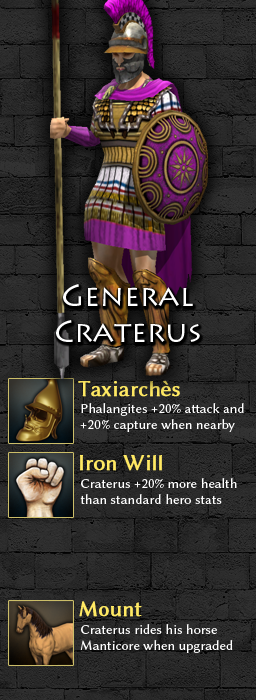 General
Craterus
Taxiarchès
Phalangites +20% attack and
+20% capture when nearby
Iron Will
Craterus +20% more health
than standard hero stats
Mount
Craterus rides his horse
Manticore when upgraded